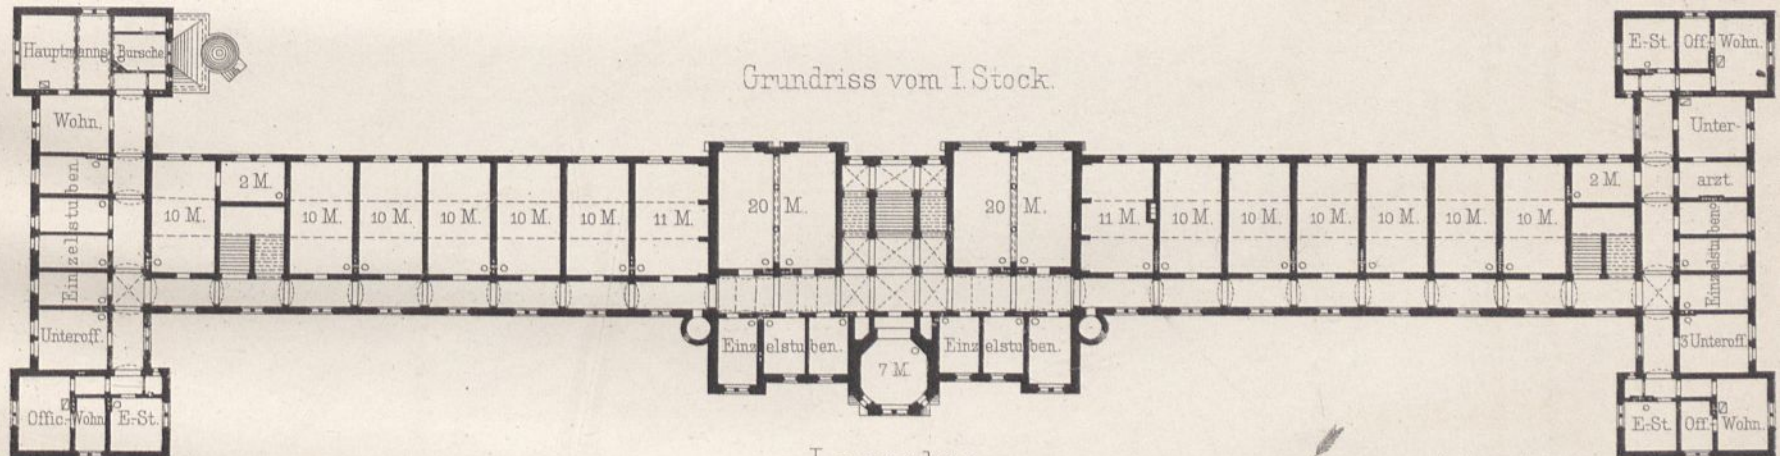 Grundriss vom I. Stock.
Hauptmanns
Bursche.
Wohn.
Einzelstuben.
Unteroff.
Offic.-Wohn.
E.-St.
10 M.
2 M.
10 M.
10 M.
10 M.
10 M.
10 M.
11 M.
20 M.
20 M.
11 M.
10 M.
10 M.
10 M.
10 M.
10 M.
10 M.
2 M.
Einzelstuben.
7 M.
Einzelstuben.
E.-St.
Off.-Wohn.
Unter-
arzt.
Einzelstuben.
3 Unteroff.
E.-St.
Off.-Wohn.